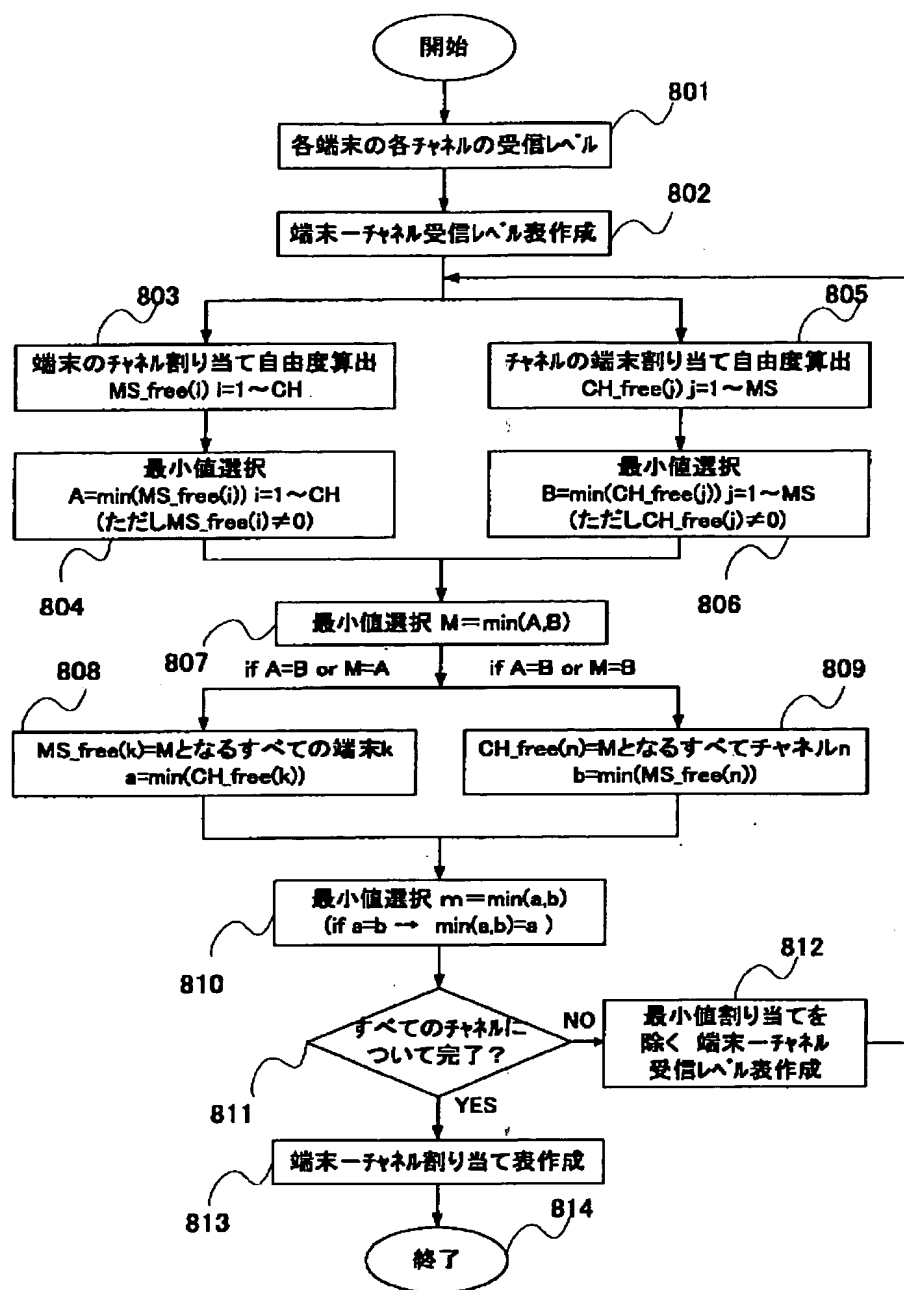 開始
801
各端末の各チャネルの受信レベル
802
端末ーチャネル受信レベル表作成
803
端末のチャネル割り当て自由度算出
MS_free(i) i=1～CH
805
チャネルの端末割り当て自由度算出
CH_free(j) j=1～MS
最小値選択
A=min(MS_free(i)) i=1～CH
(ただしMS_free(i)≠0)
804
最小値選択
B=min(CH_free(j)) j=1～MS
(ただしCH_free(j)≠0)
806
最小値選択 M＝min(A,B)
807
if A=B or M=A
if A=B or M=B
808
MS_free(k)=Mとなるすべての端末k
a=min(CH_free(k))
809
CH_free(n)=Mとなるすべてチャネルn
b=min(MS_free(n))
最小値選択 m＝min(a,b)
(if a=b → min(a,b)=a )
810
すべてのチャネルに
ついて完了？
811
NO
YES
812
最小値割り当てを
除く 端末ーチャネル
受信レベル表作成
端末ーチャネル割り当て表作成
813
終了
814